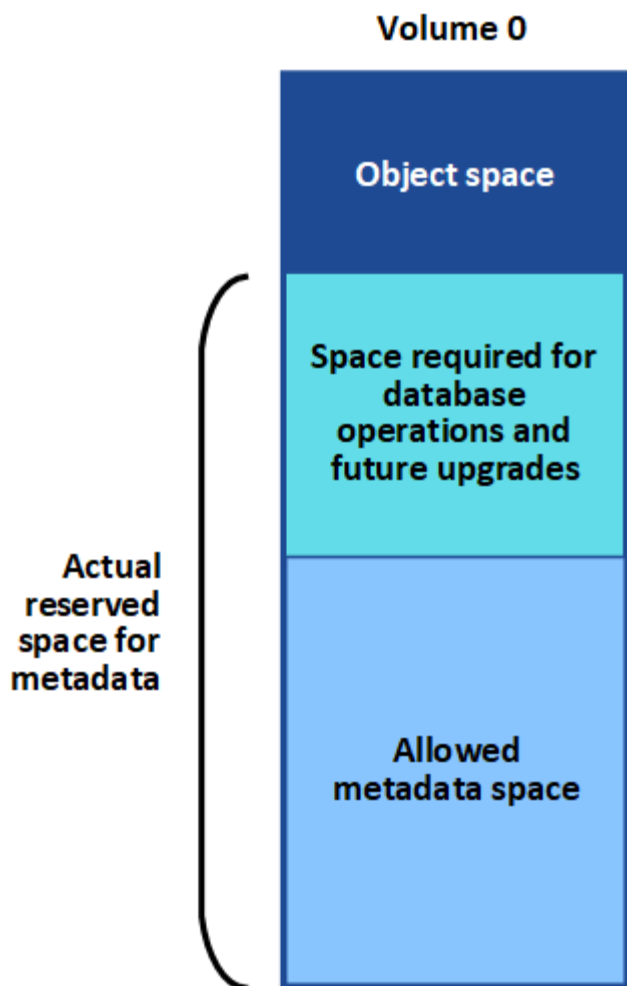 Volume 0
Object space
Space required for
database
operations and
future upgrades
Actual
reserved
space for
metadata
Allowed
metadata space